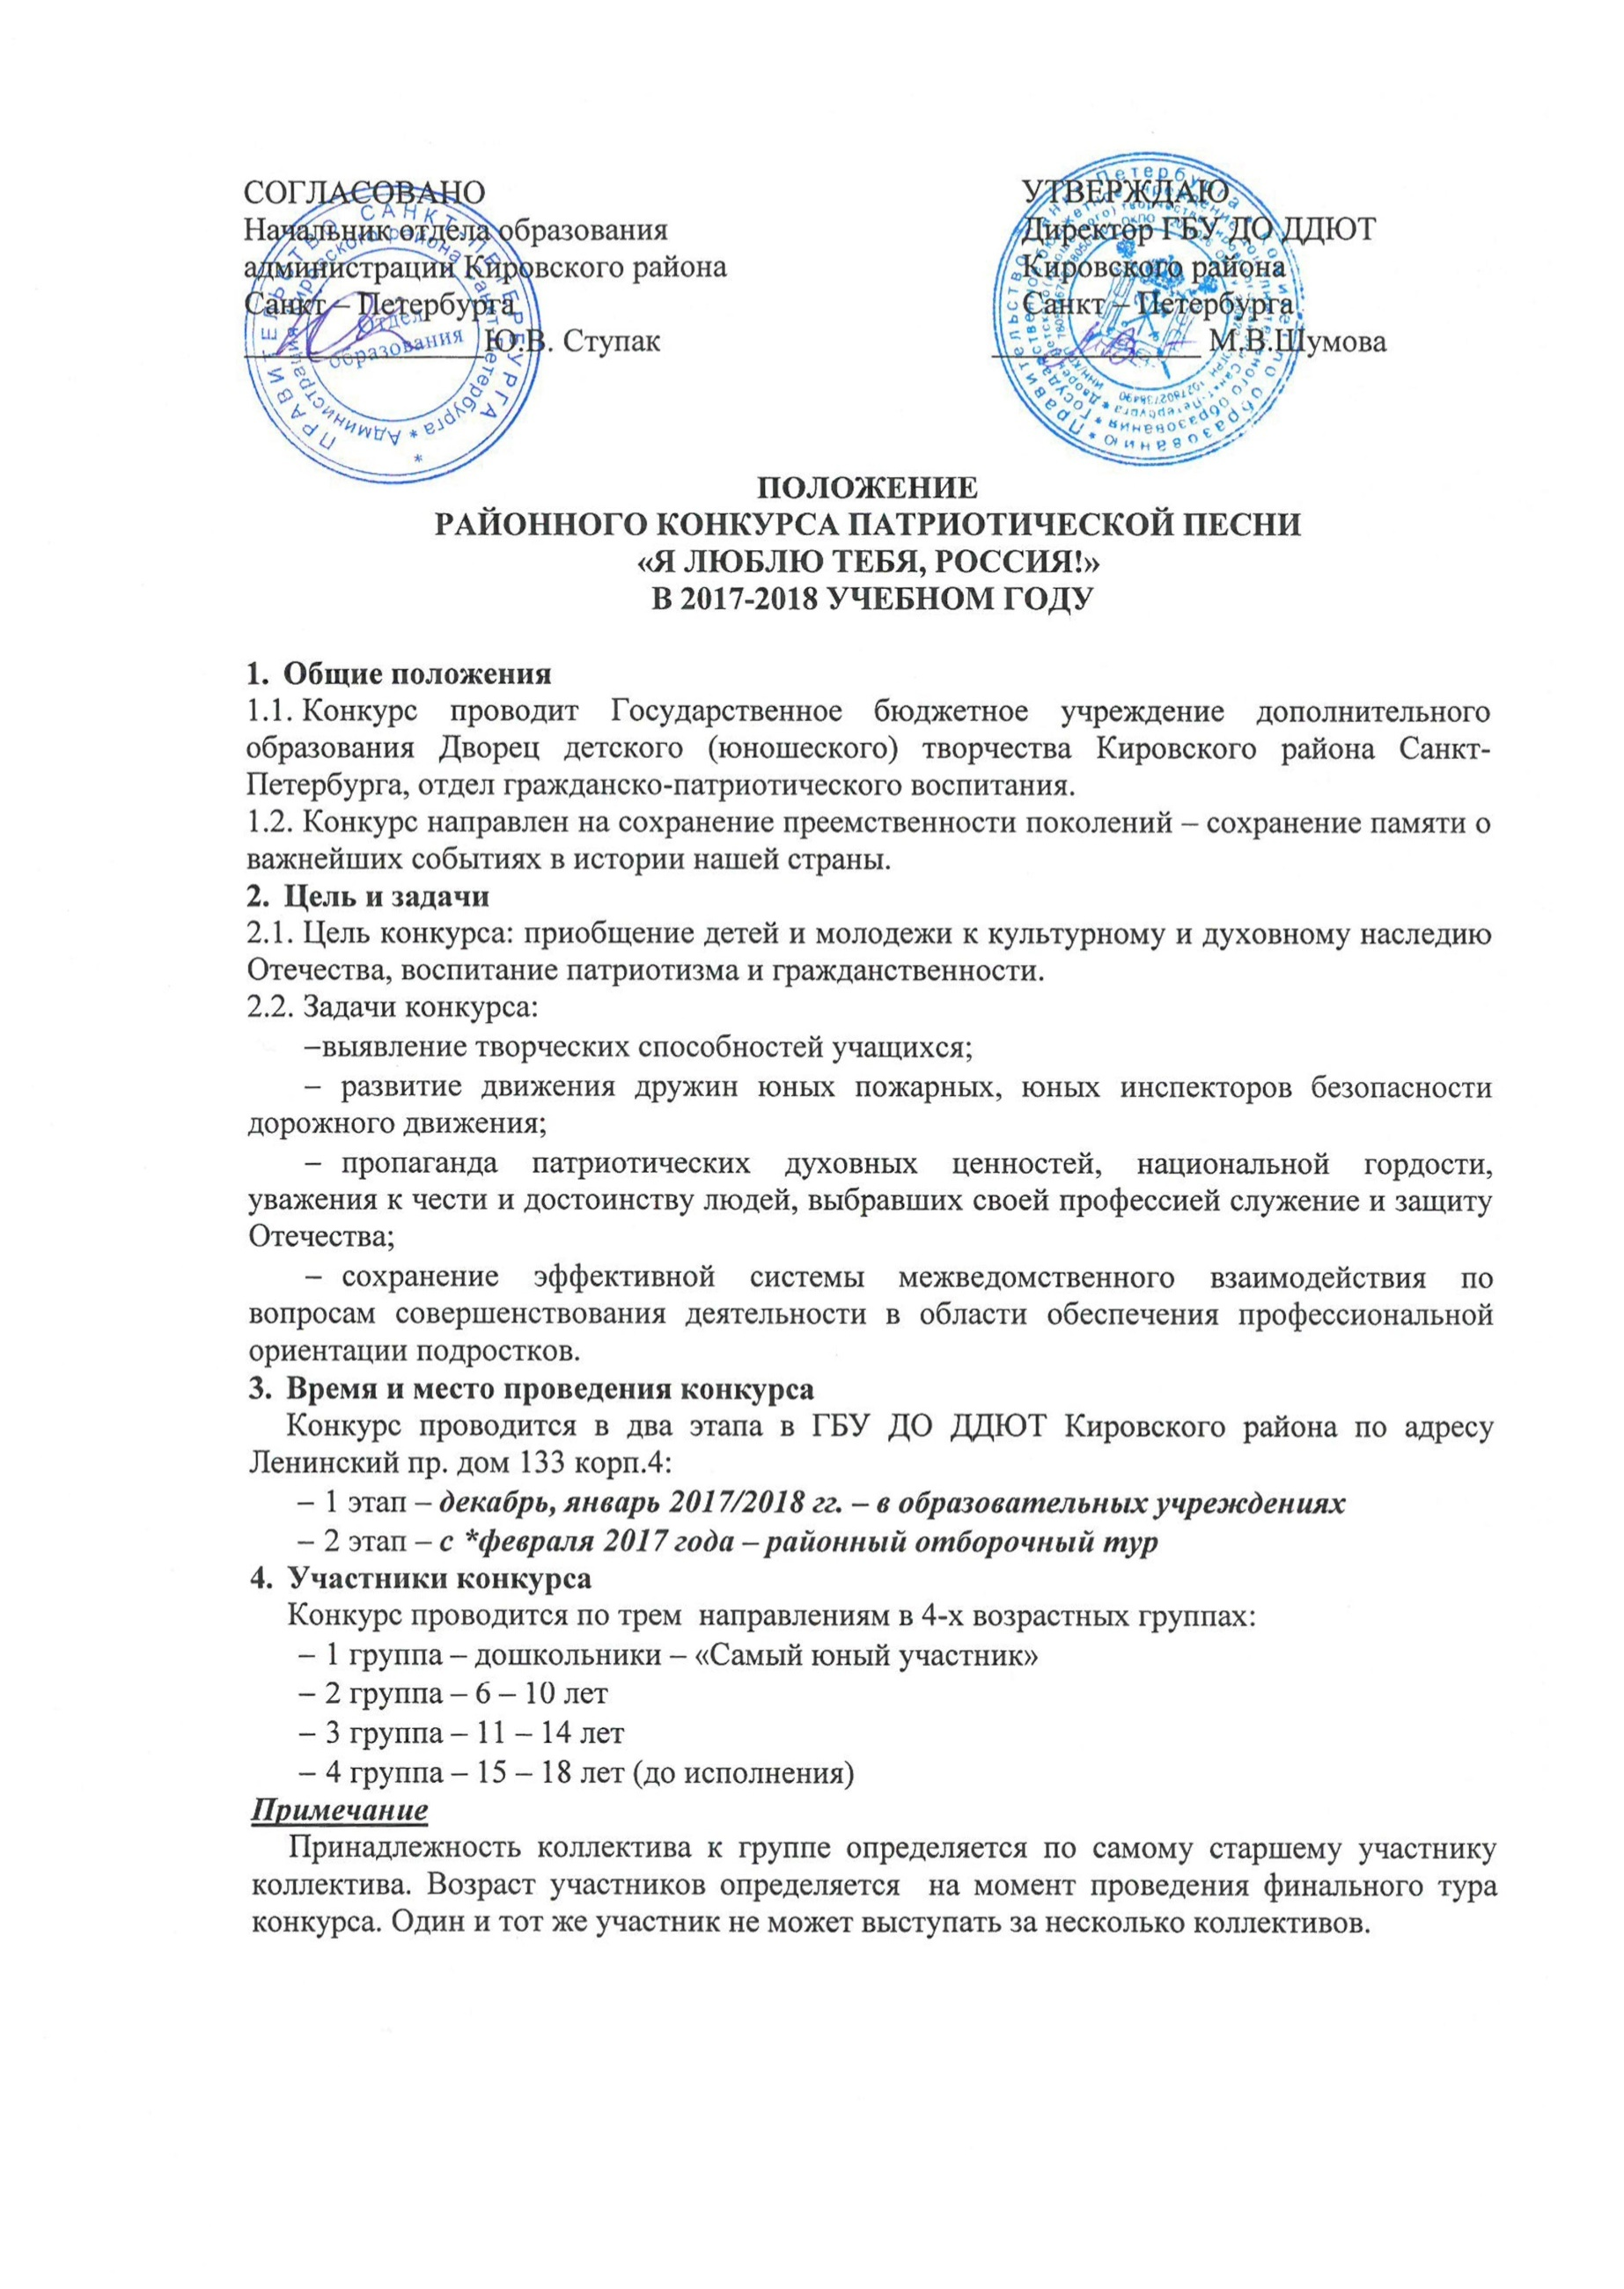 СОГЛАСОВАНО
Начальник отдела образования
администрации Кировского района
Санкт – Петербурга
Ю.В. Ступак
УТВЕРЖДАЮ
Директор ГБУ ДО ДДЮТ
Кировского района
Санкт – Петербурга
М.В.Шумова
ПРАВИТЕЛЬСТВО САНКТ-ПЕТЕРБУРГА
Администрация Кировского района Санкт-Петербурга
Отдел
образования
ПОЛОЖЕНИЕ
РАЙОННОГО КОНКУРСА ПАТРИОТИЧЕСКОЙ ПЕСНИ
«Я ЛЮБЛЮ ТЕБЯ, РОССИЯ!»
В 2017-2018 УЧЕБНОМ ГОДУ
1. Общие положения
1.1. Конкурс проводит Государственное бюджетное учреждение дополнительного
образования Дворец детского (юношеского) творчества Кировского района Санкт-
Петербурга, отдел гражданско-патриотического воспитания.
1.2. Конкурс направлен на сохранение преемственности поколений – сохранение памяти о
важнейших событиях в истории нашей страны.
2. Цель и задачи
2.1. Цель конкурса: приобщение детей и молодежи к культурному и духовному наследию
Отечества, воспитание патриотизма и гражданственности.
2.2. Задачи конкурса:
–выявление творческих способностей учащихся;
– развитие движения дружин юных пожарных, юных инспекторов безопасности
дорожного движения;
– пропаганда патриотических духовных ценностей, национальной гордости,
уважения к чести и достоинству людей, выбравших своей профессией служение и защиту
Отечества;
– сохранение эффективной системы межведомственного взаимодействия по
вопросам совершенствования деятельности в области обеспечения профессиональной
ориентации подростков.
3. Время и место проведения конкурса
Конкурс проводится в два этапа в ГБУ ДО ДДЮТ Кировского района по адресу
Ленинский пр. дом 133 корп.4:
– 1 этап – декабрь, январь 2017/2018 гг. – в образовательных учреждениях
– 2 этап – с *февраля 2017 года – районный отборочный тур
4. Участники конкурса
Конкурс проводится по трем направлениям в 4-х возрастных группах:
– 1 группа – дошкольники – «Самый юный участник»
– 2 группа – 6 – 10 лет
– 3 группа – 11 – 14 лет
– 4 группа – 15 – 18 лет (до исполнения)
Примечание
Принадлежность коллектива к группе определяется по самому старшему участнику
коллектива. Возраст участников определяется на момент проведения финального тура
конкурса. Один и тот же участник не может выступать за несколько коллективов.